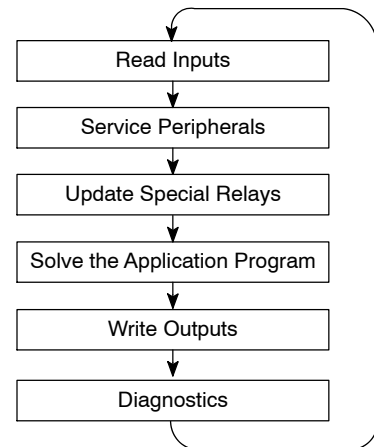 Read Inputs
Service Peripherals
Update Special Relays
Solve the Application Program
Write Outputs
Diagnostics